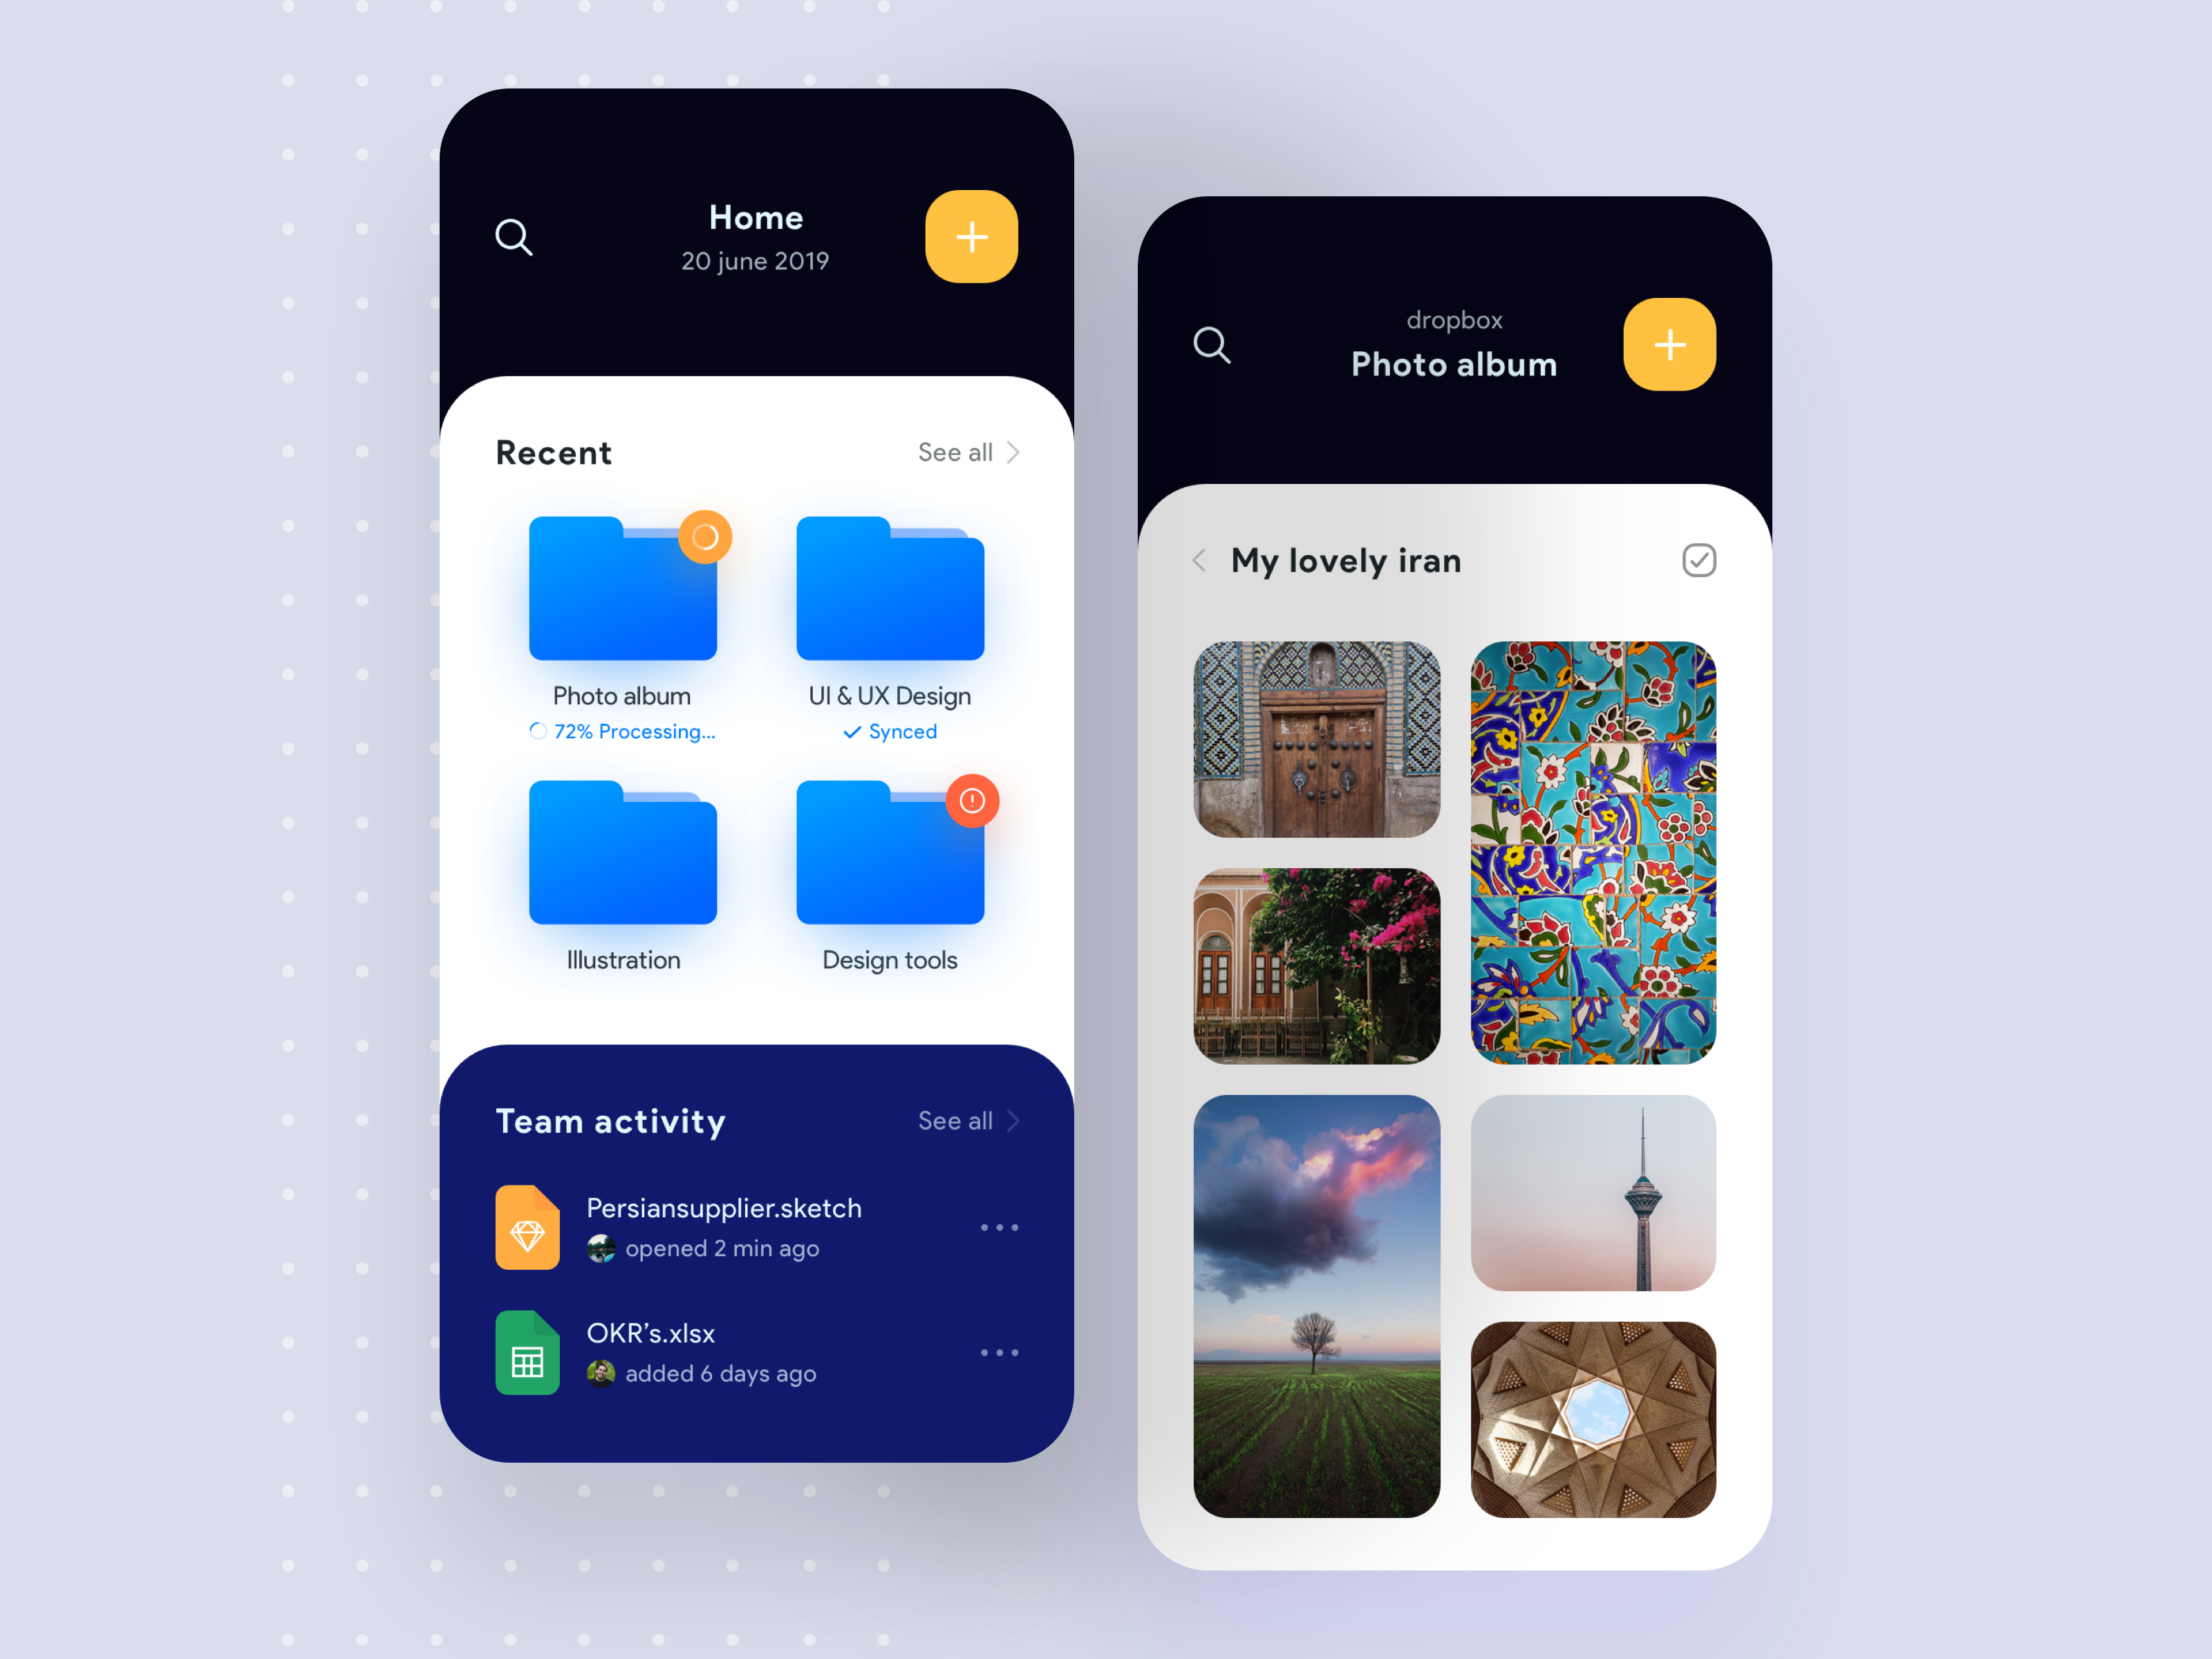 Home
20 june 2019
Recent
See all
Photo album
72% Processing...
UI & UX Design
Synced
Illustration
Design tools
Team activity
See all
Persiansupplier.sketch
opened 2 min ago
OKR’s.xlsx
added 6 days ago
dropbox
Photo album
My lovely iran